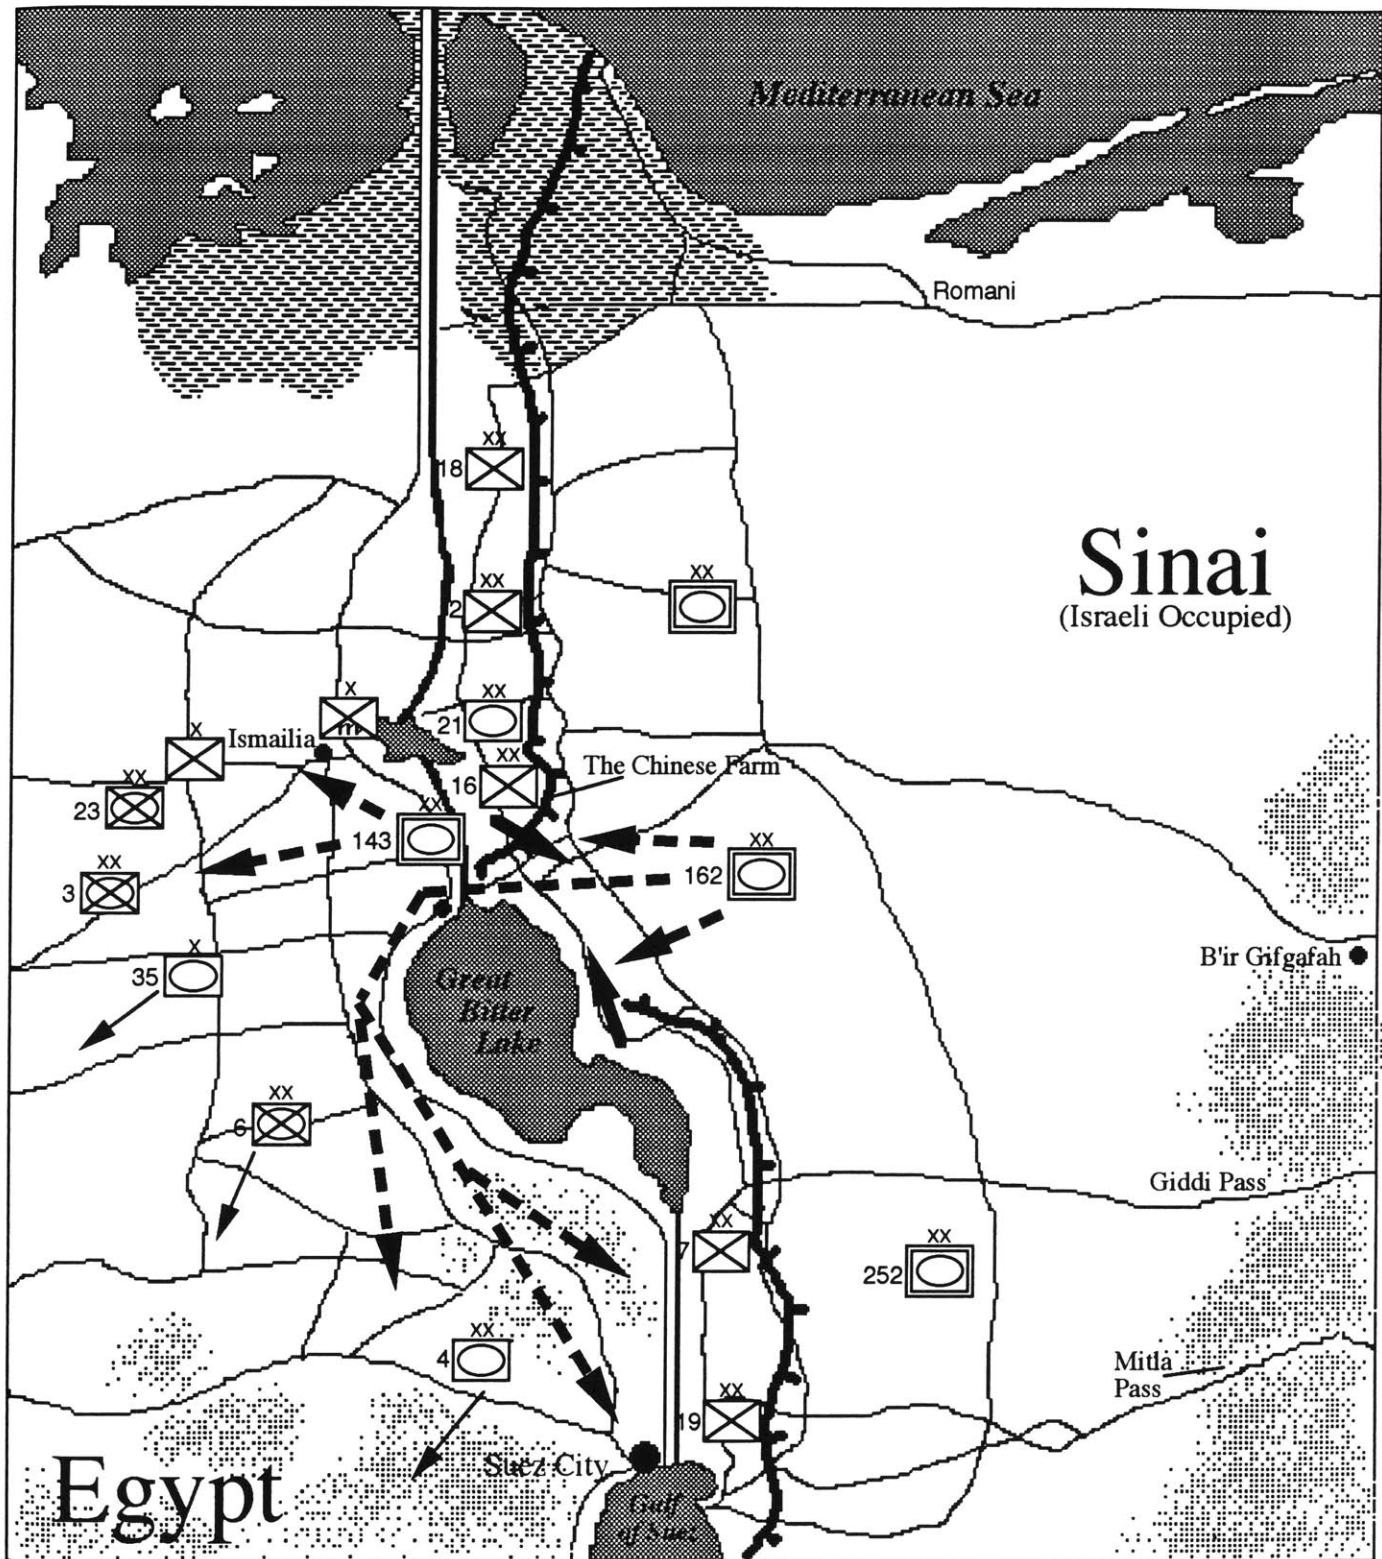 Mediterranean Sea
Romani
xx
18
Sinai
(Israeli Occupied)
xx
2
xx
x
m
xx
21
x
Ismailia
xx
16
The Chinese Farm
xx
23
xx
143
xx
162
xx
3
x
35
B'ir Gifgafah
Great
Bitter
Lake
xx
6
Giddi Pass
xx
7
xx
252
xx
4
Mitla
Pass
xx
19
Egypt
Suez City
Gulf
of Suez